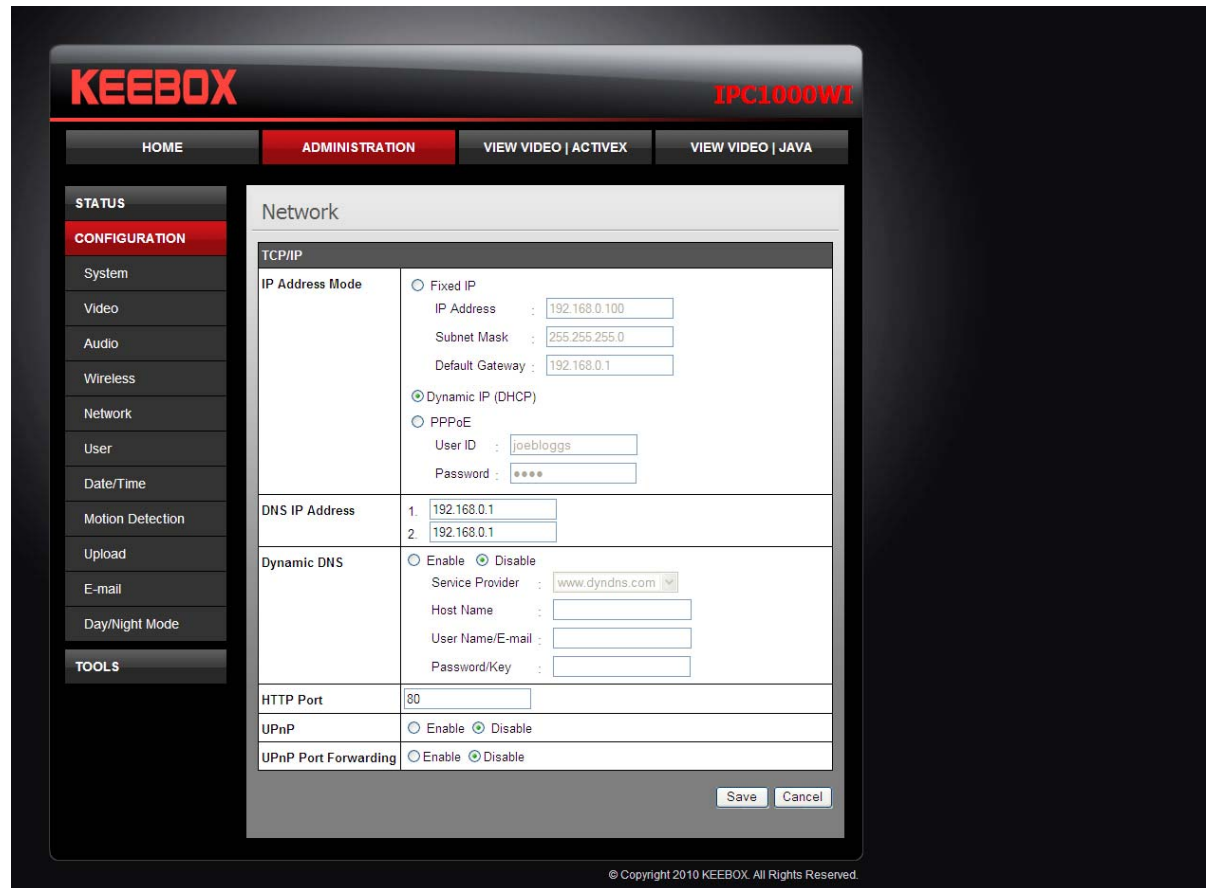 KEEBOX
IPC1000WI
HOME ADMINISTRATION VIEW VIDEO | ACTIVEX VIEW VIDEO | JAVA
STATUS
CONFIGURATION
System
Video
Audio
Wireless
Network
User
Date/Time
Motion Detection
Upload
E-mail
Day/Night Mode
TOOLS
Network
TCP/IP
IP Address Mode
Fixed IP
IP Address : 192.168.0.100
Subnet Mask : 255.255.255.0
Default Gateway : 192.168.0.1
Dynamic IP (DHCP)
PPPoE
User ID : joebloggs
Password : ••••
DNS IP Address
1. 192.168.0.1
2. 192.168.0.1
Dynamic DNS
Enable Disable
Service Provider : www.dyndns.com
Host Name :
User Name/E-mail :
Password/Key :
HTTP Port 80
UPnP Enable Disable
UPnP Port Forwarding Enable Disable
Save Cancel
© Copyright 2010 KEEBOX. All Rights Reserved.